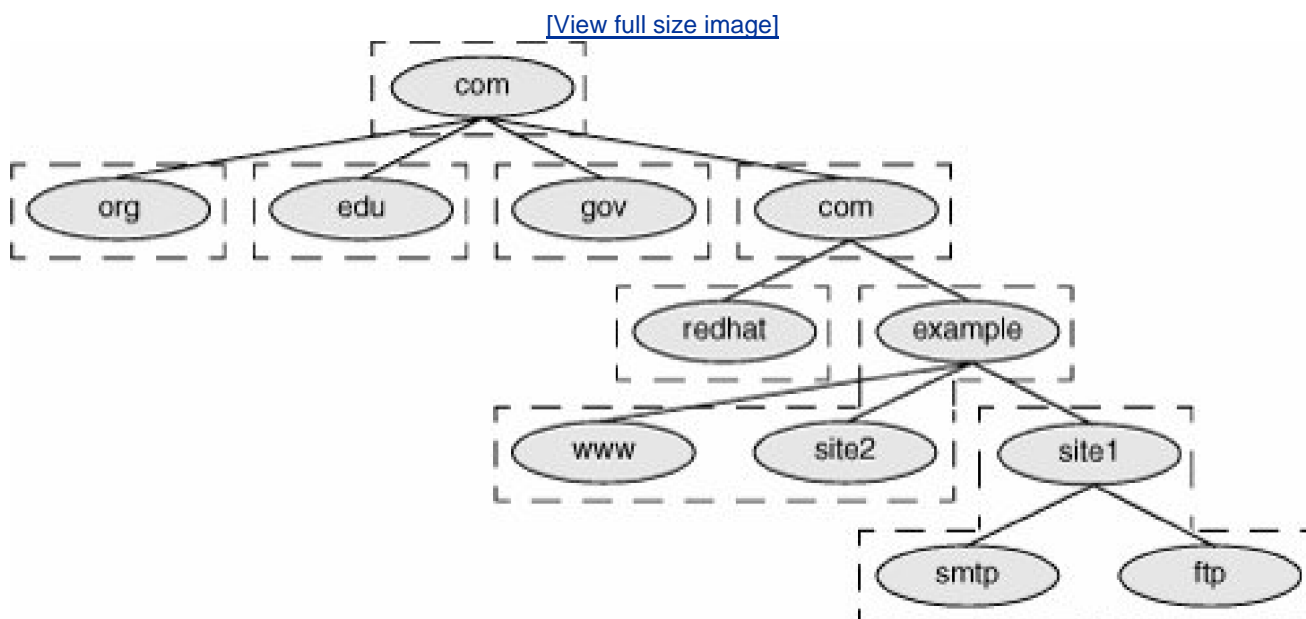 [View full size image]
com
org edu gov com
redhat example
www site2 site1
smtp ftp